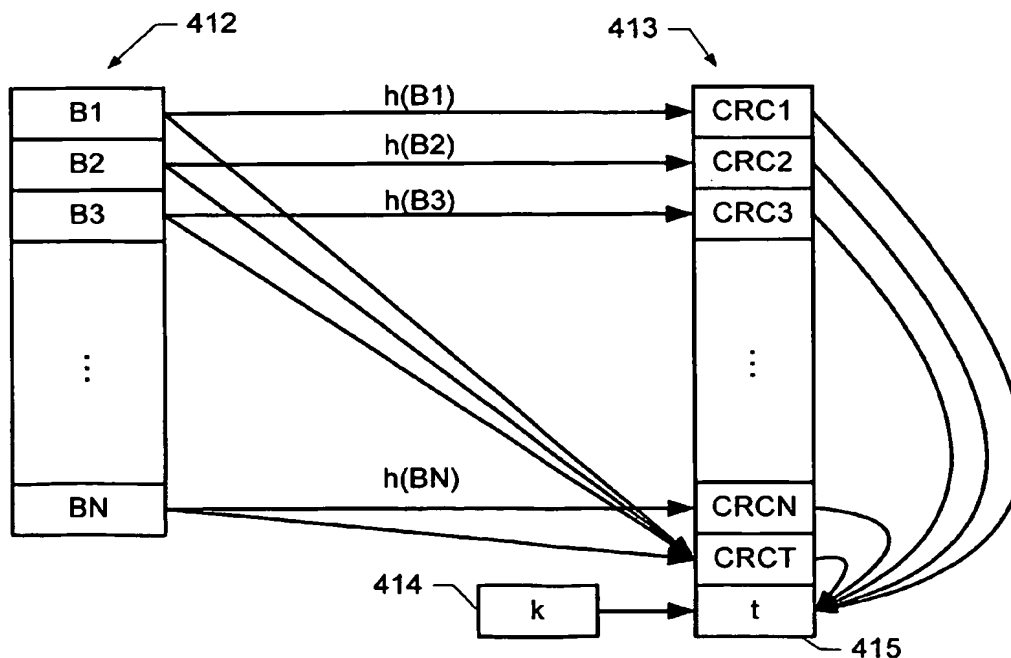 412
413
B1
h(B1)
CRC1
B2
h(B2)
CRC2
B3
h(B3)
CRC3
...
...
BN
h(BN)
CRCN
CRCT
414
k
t
415